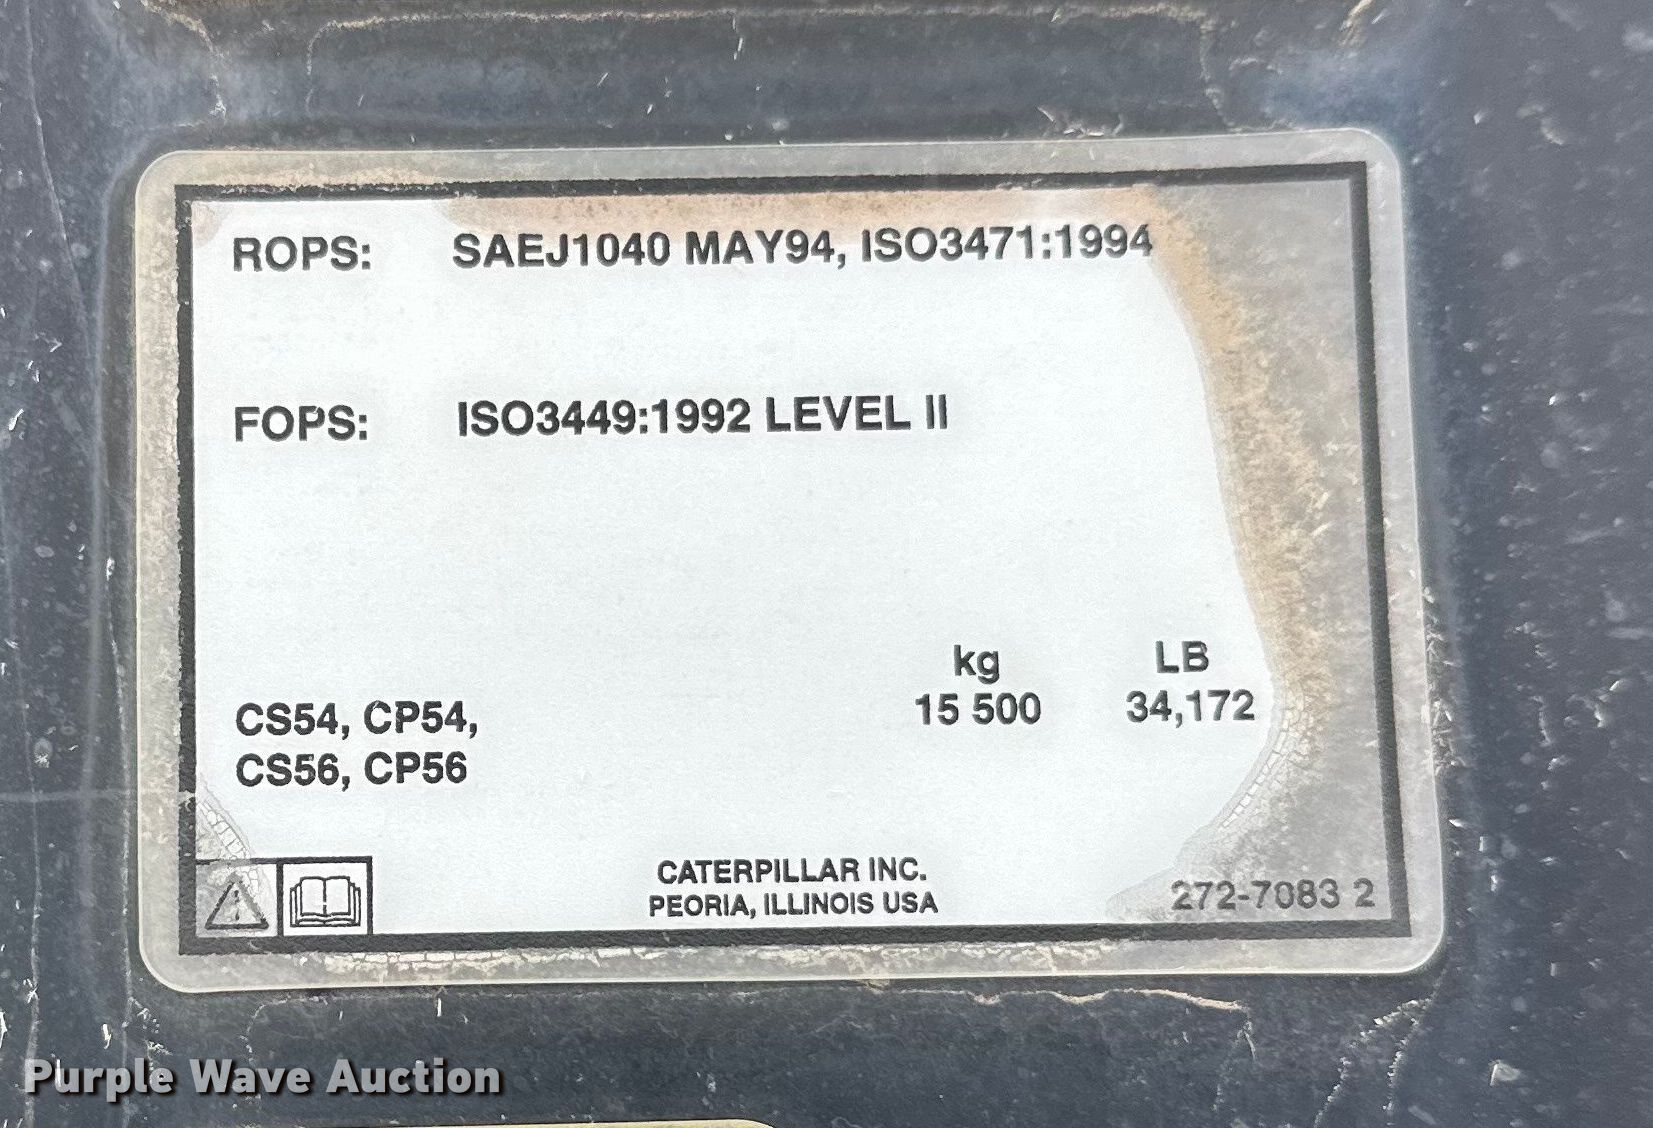 ROPS: SAEJ1040 MAY94, ISO3471:1994
FOPS: ISO3449:1992 LEVEL II
kg LB
CS54, CP54, 15 500 34,172
CS56, CP56
CATERPILLAR INC.
PEORIA, ILLINOIS USA
272-7083 2
Purple Wave Auction